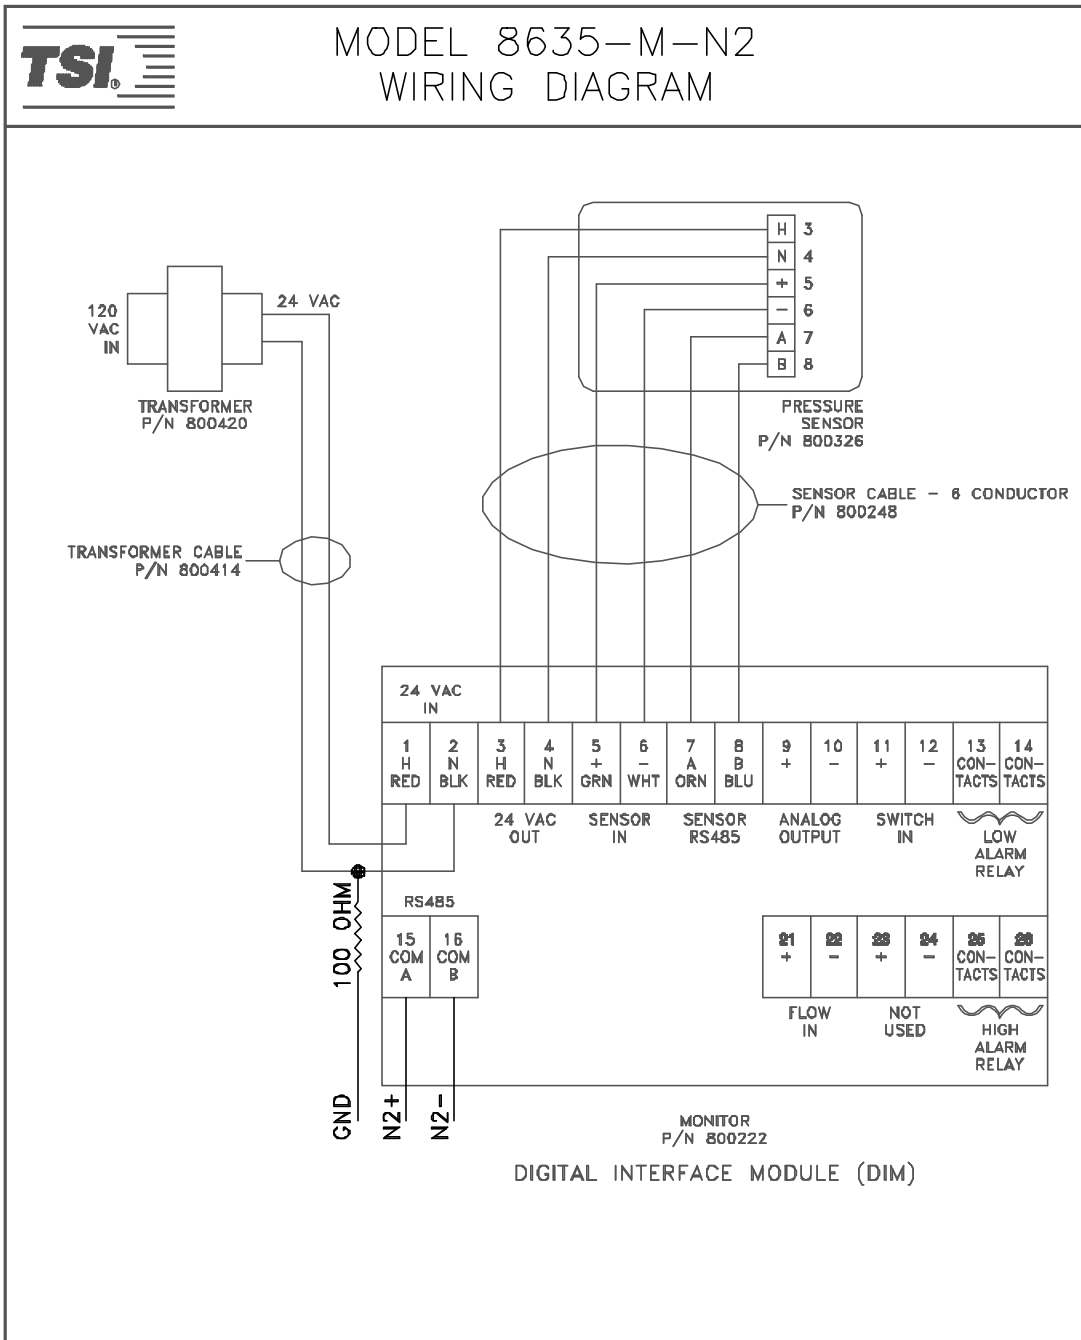 TSI
MODEL 8635-M-N2
WIRING DIAGRAM
H 3
N 4
+ 5
- 6
A 7
B 8
24 VAC
120
VAC
IN
TRANSFORMER
P/N 800420
PRESSURE
SENSOR
P/N 800326
SENSOR CABLE - 6 CONDUCTOR
P/N 800248
TRANSFORMER CABLE
P/N 800414
24 VAC
IN
1 2 3 4 5 6 7 8 9 10 11 12 13 14
H N H N + - A B + - + - CON- CON-
RED BLK RED BLK GRN WHT ORN BLU TACTS TACTS
24 VAC SENSOR SENSOR ANALOG SWITCH
OUT IN RS485 OUTPUT IN
LOW
ALARM
RELAY
100 OHM
RS485
15 16
COM COM
A B
21 22 23 24 25 26
+ - + - CON- CON-
TACTS TACTS
FLOW NOT
IN USED
HIGH
ALARM
RELAY
GND
N2+
N2-
MONITOR
P/N 800222
DIGITAL INTERFACE MODULE (DIM)